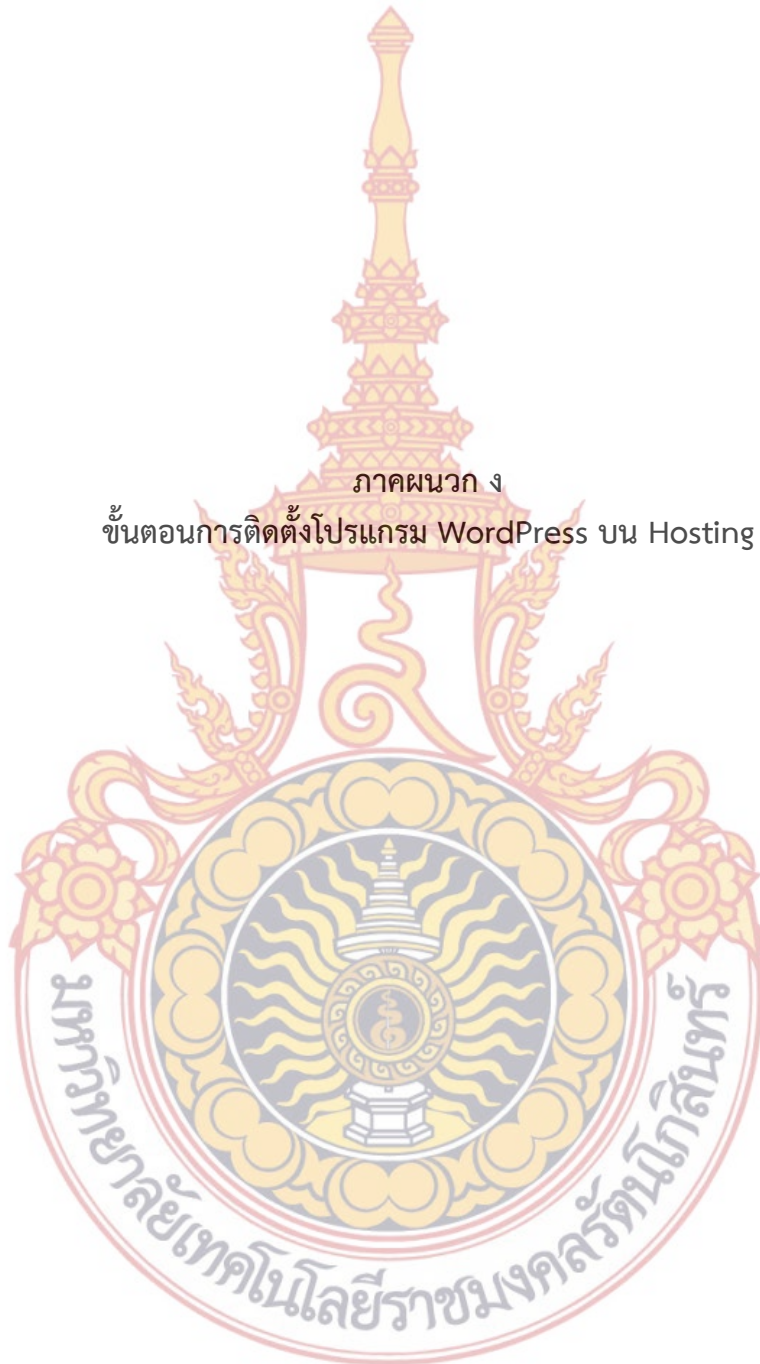 ภาคผนวก ง
ขั้นตอนการติดตั้งโปรแกรม WordPress บน Hosting
มหาวิทยาลัยเทคโนโลยีราชมงคลรัตนโกสินทร์